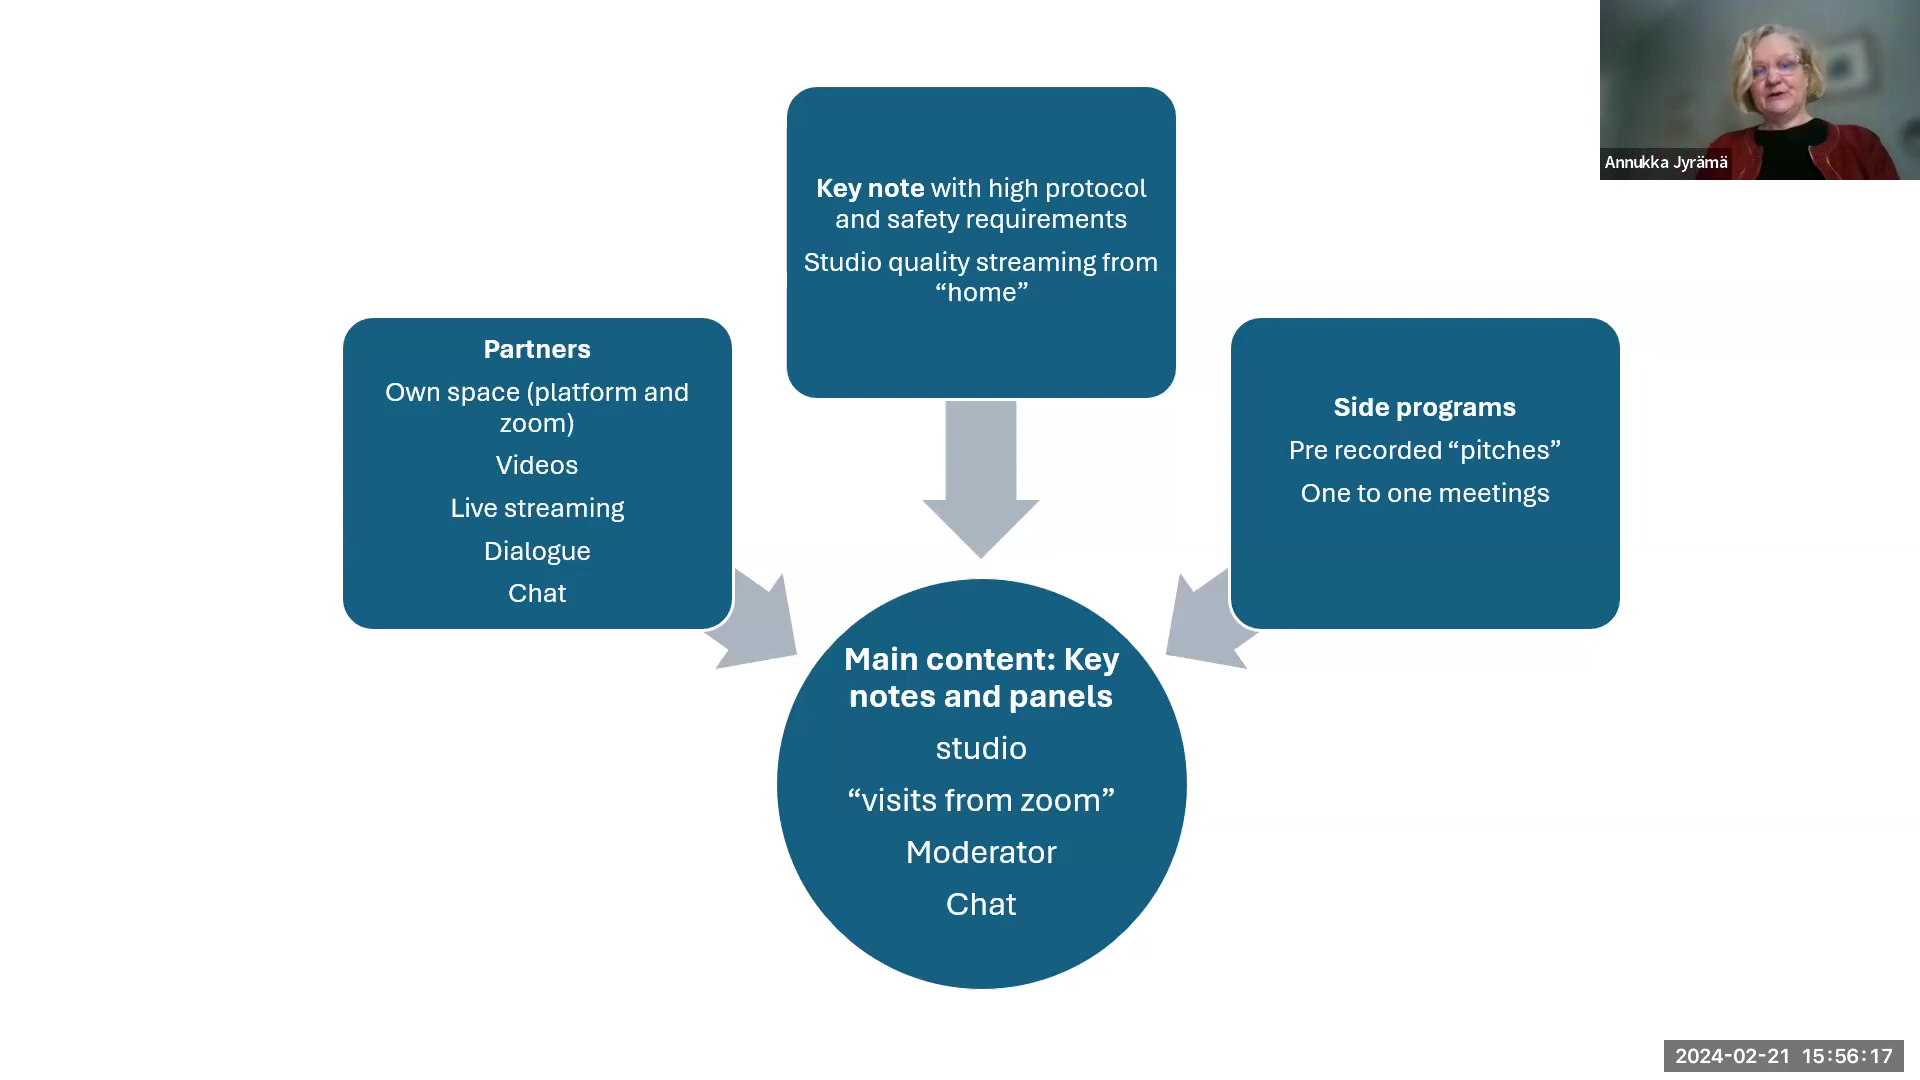 Annukka Jyrämä
Key note with high protocol
and safety requirements
Studio quality streaming from
“home”
Partners
Own space (platform and
zoom)
Videos
Live streaming
Dialogue
Chat
Side programs
Pre recorded “pitches”
One to one meetings
Main content: Key
notes and panels
studio
“visits from zoom”
Moderator
Chat
2024-02-21 15:56:17